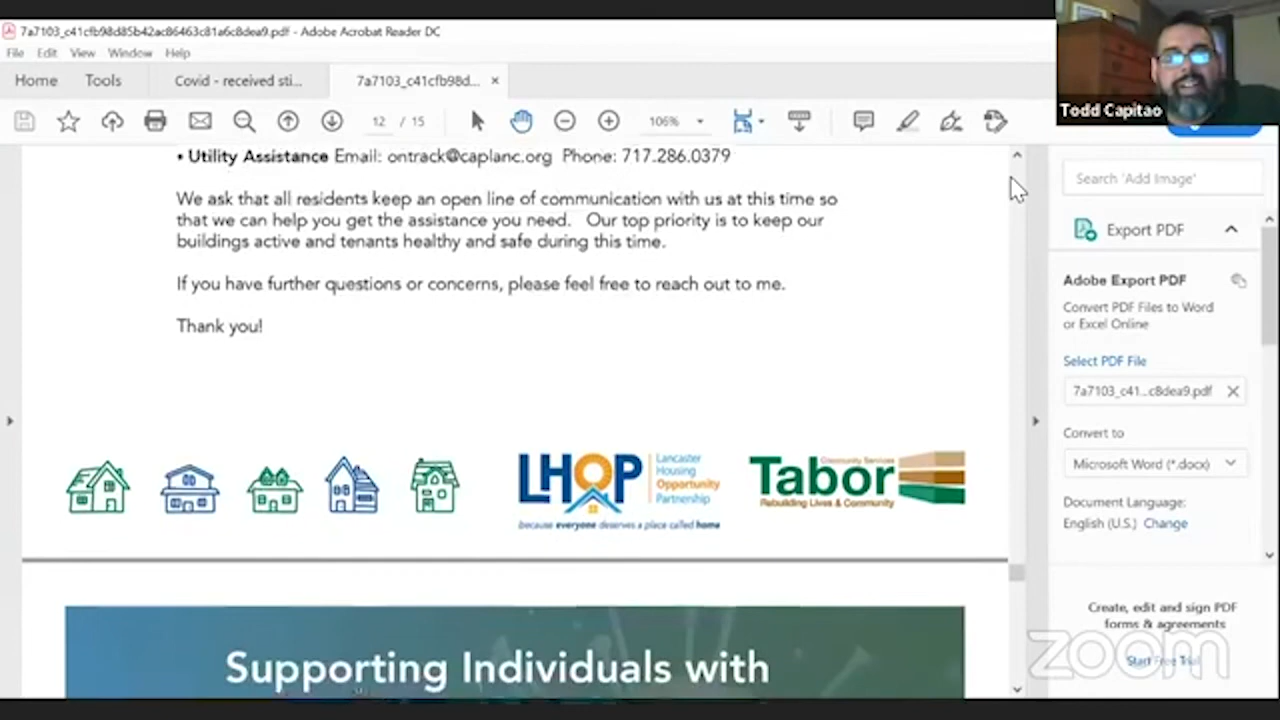 7a7103_c41cfb98d85b42ac86463c81a6c8dea9.pdf - Adobe Acrobat Reader DC
File Edit View Window Help
Home Tools Covid - received sti... 7a7103_c41cfb98d... ×
12 / 15 106%
Todd Capitao
• Utility Assistance Email: ontrack@caplanc.org Phone: 717.286.0379
We ask that all residents keep an open line of communication with us at this time so
that we can help you get the assistance you need. Our top priority is to keep our
buildings active and tenants healthy and safe during this time.
If you have further questions or concerns, please feel free to reach out to me.
Thank you!
LHOP
Lancaster
Housing
Opportunity
Partnership
because everyone deserves a place called home
Community Services
Tabor
Rebuilding Lives & Community
Supporting Individuals with
Search 'Add Image'
Export PDF
Adobe Export PDF
Convert PDF Files to Word
or Excel Online
Select PDF File
7a7103_c41...c8dea9.pdf
Convert to
Microsoft Word (*.docx)
Document Language:
English (U.S.) Change
Create, edit and sign PDF
forms & agreements
Start Free Trial
zoom